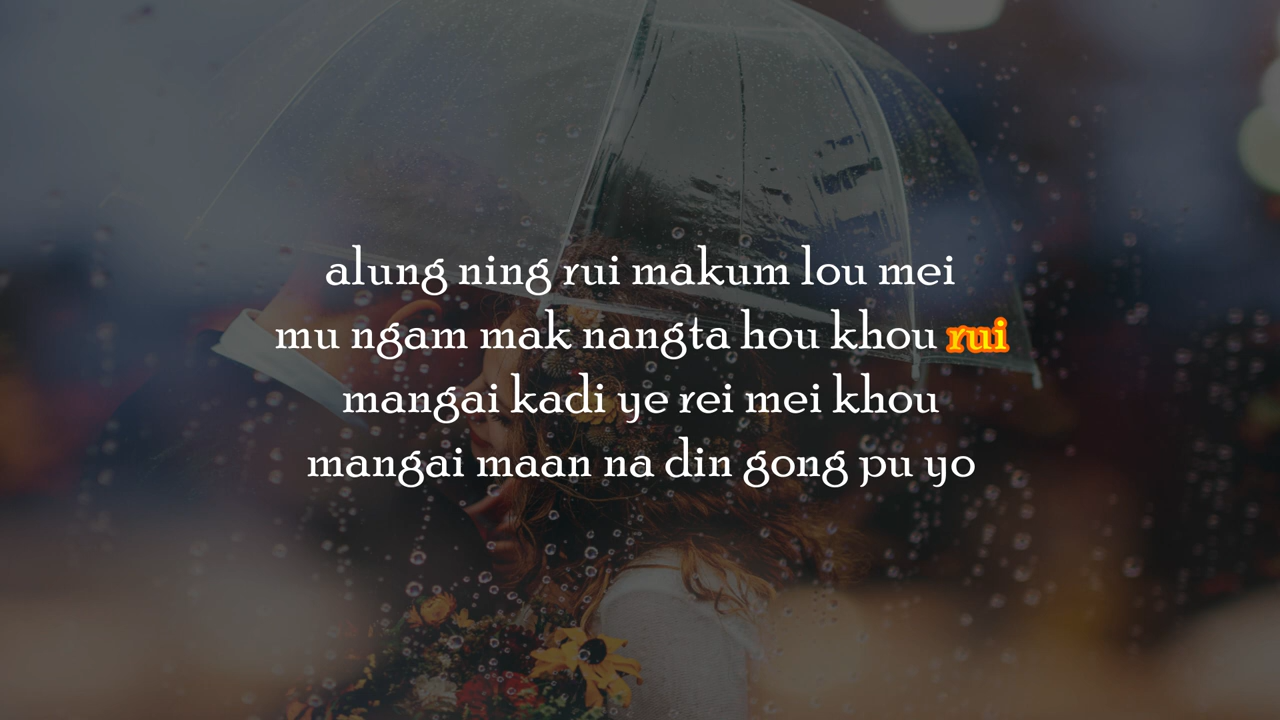 alung ning rui makum lou mei
mu ngam mak nangta hou khou rui
mangai kadi ye rei mei khou
mangai maan na din gong pu yo